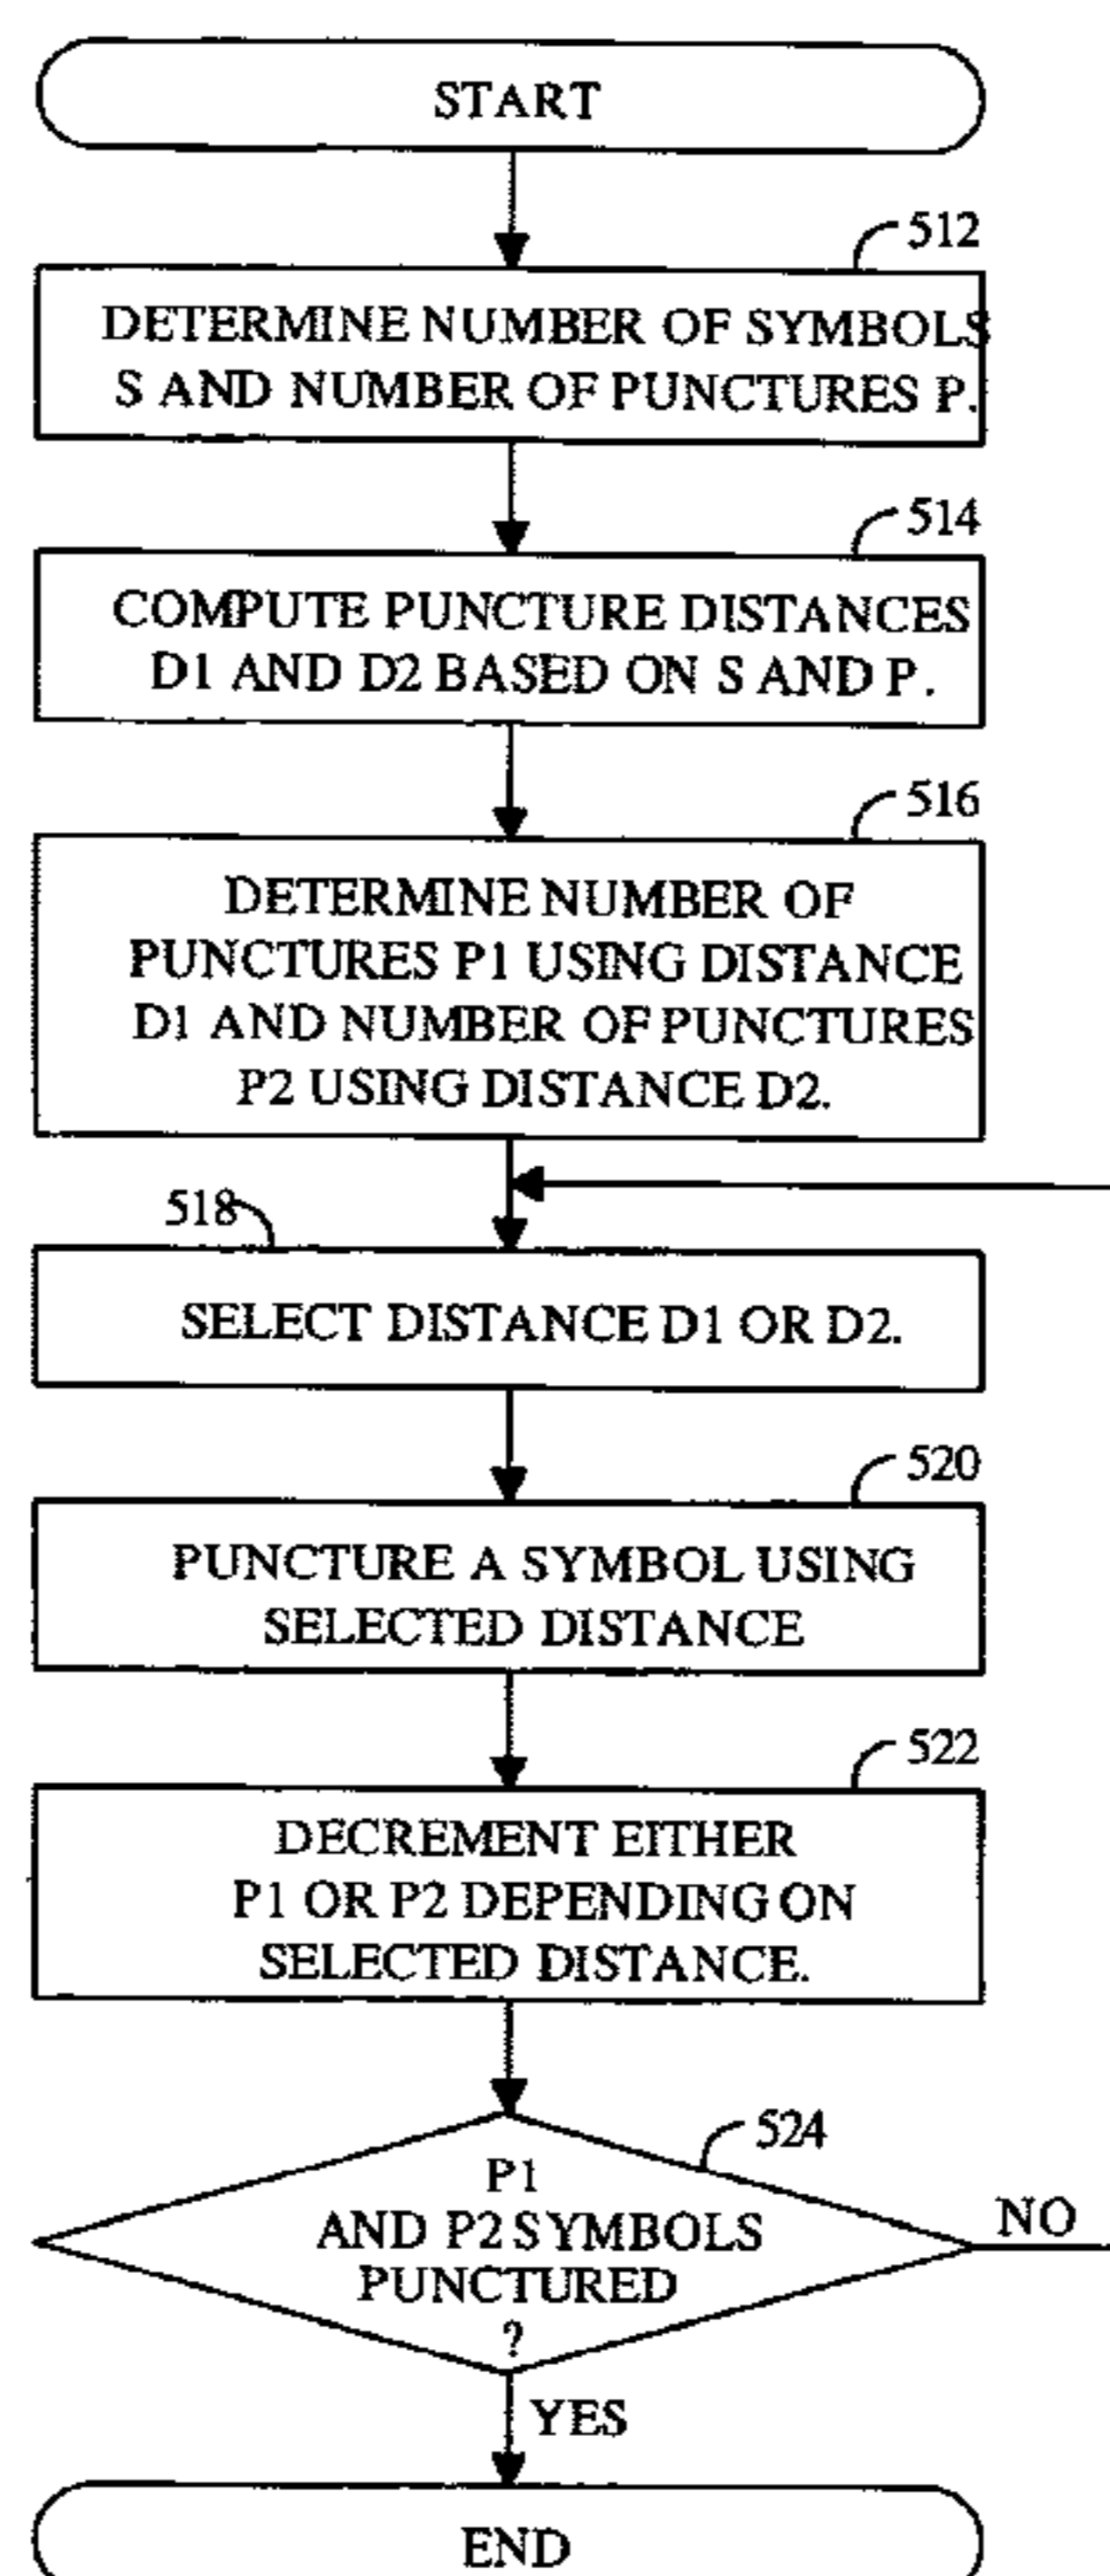 START
512
DETERMINE NUMBER OF SYMBOLS
S AND NUMBER OF PUNCTURES P.
514
COMPUTE PUNCTURE DISTANCES
D1 AND D2 BASED ON S AND P.
516
DETERMINE NUMBER OF
PUNCTURES P1 USING DISTANCE
D1 AND NUMBER OF PUNCTURES
P2 USING DISTANCE D2.
518
SELECT DISTANCE D1 OR D2.
520
PUNCTURE A SYMBOL USING
SELECTED DISTANCE
522
DECREMENT EITHER
P1 OR P2 DEPENDING ON
SELECTED DISTANCE.
524
P1
AND P2 SYMBOLS
PUNCTURED
?
NO
YES
END